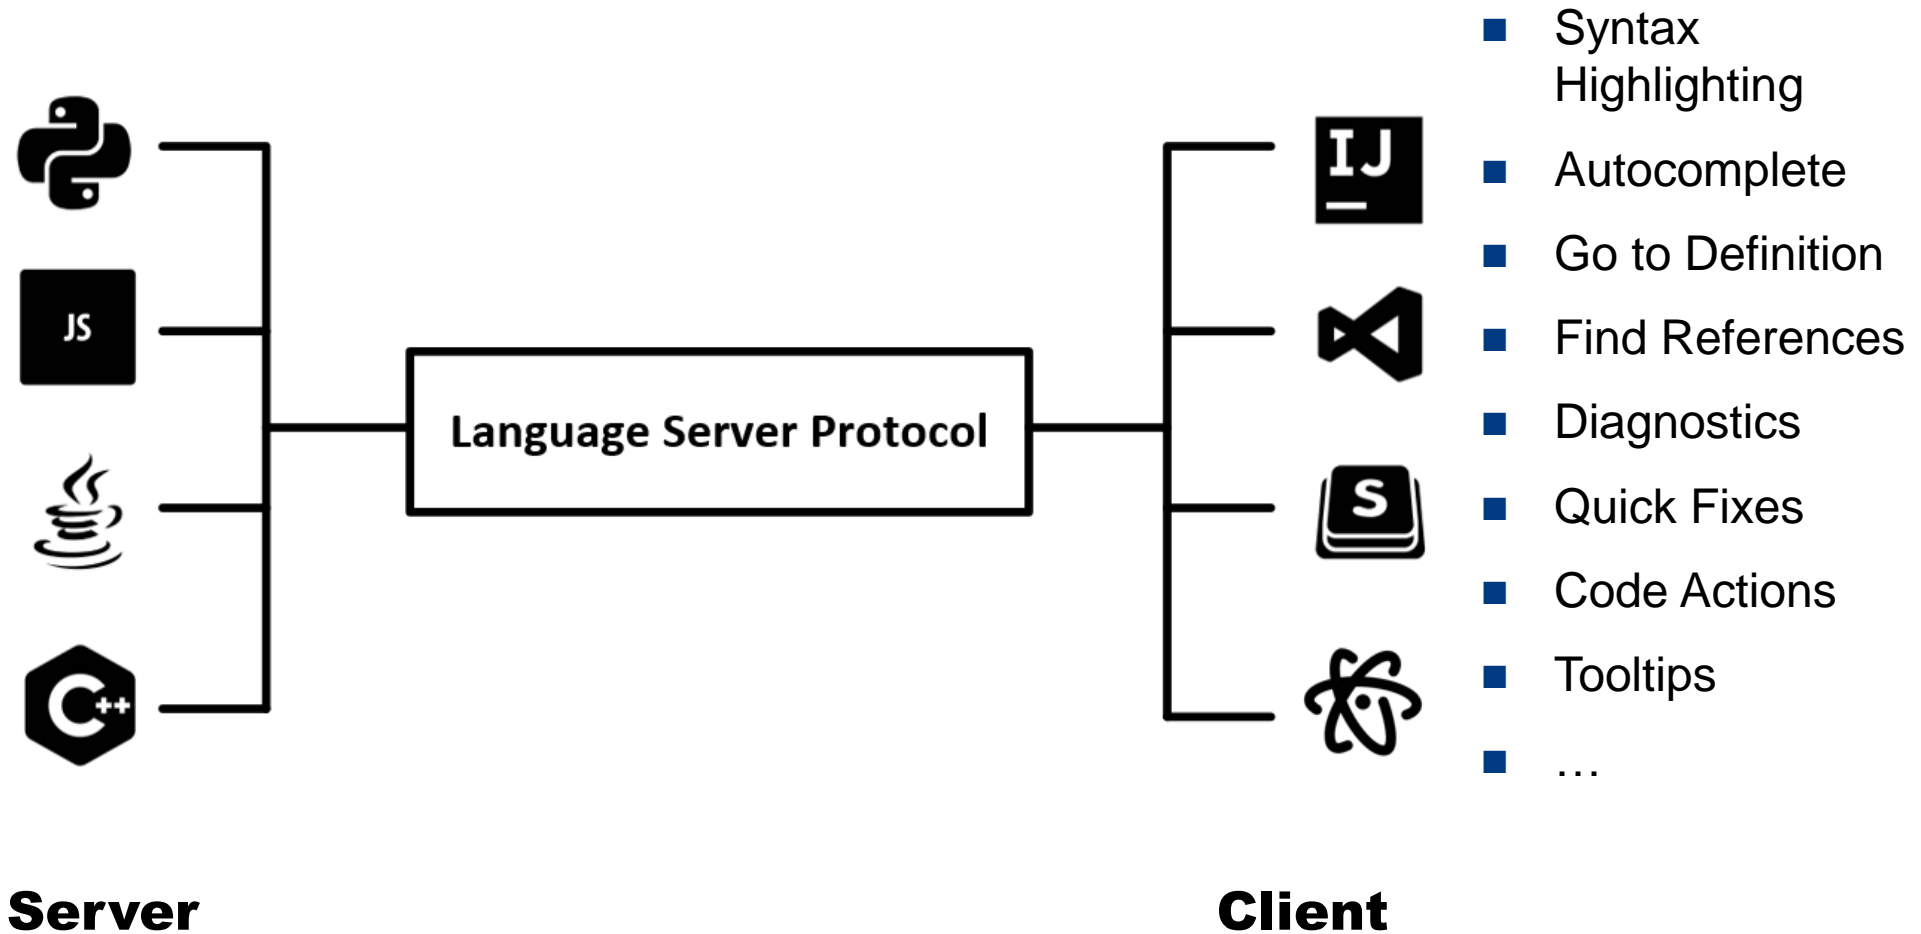 JS
C++
Language Server Protocol
IJ
S
Syntax
Highlighting
Autocomplete
Go to Definition
Find References
Diagnostics
Quick Fixes
Code Actions
Tooltips
…
Server
Client